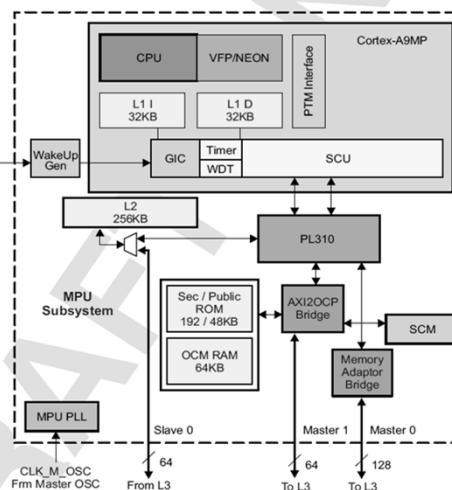 Cortex-A9MP
CPU
VFP/NEON
PTM Interface
L1 I
32KB
L1 D
32KB
WakeUp
Gen
GIC
Timer
WDT
SCU
L2
256KB
PL310
MPU
Subsystem
Sec / Public
ROM
192 / 48KB
AXI2OCP
Bridge
SCM
OCM RAM
64KB
Memory
Adaptor
Bridge
MPU PLL
Slave 0
Master 1
Master 0
64
64
128
CLK_M_OSC
Frm Master OSC
From L3
To L3
To L3